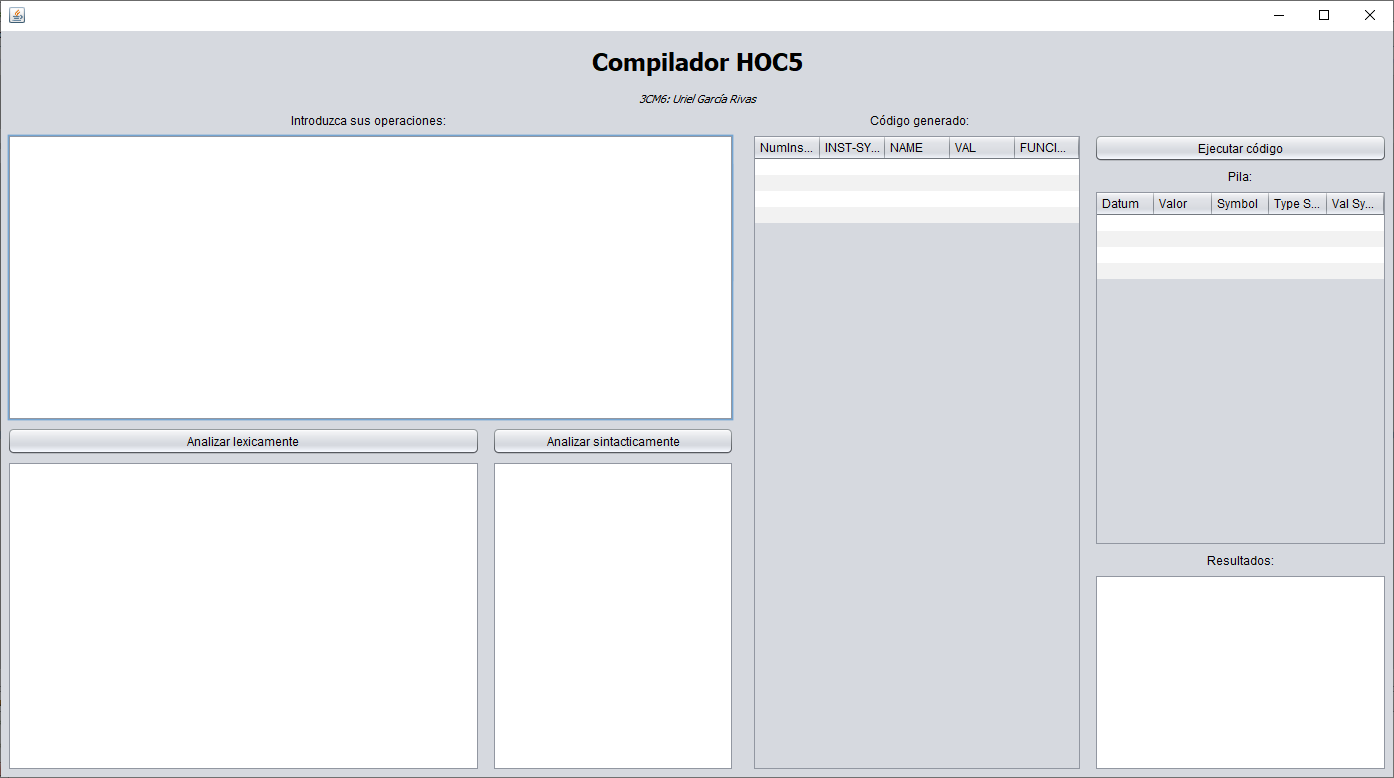 Compilador HOC5
3CM6: Uriel García Rivas
Introduzca sus operaciones:
Analizar lexicamente
Analizar sintacticamente
Código generado:
NumIns... INST-SY... NAME VAL FUNCI...
Ejecutar código
Pila:
Datum Valor Symbol Type S... Val Sy...
Resultados: